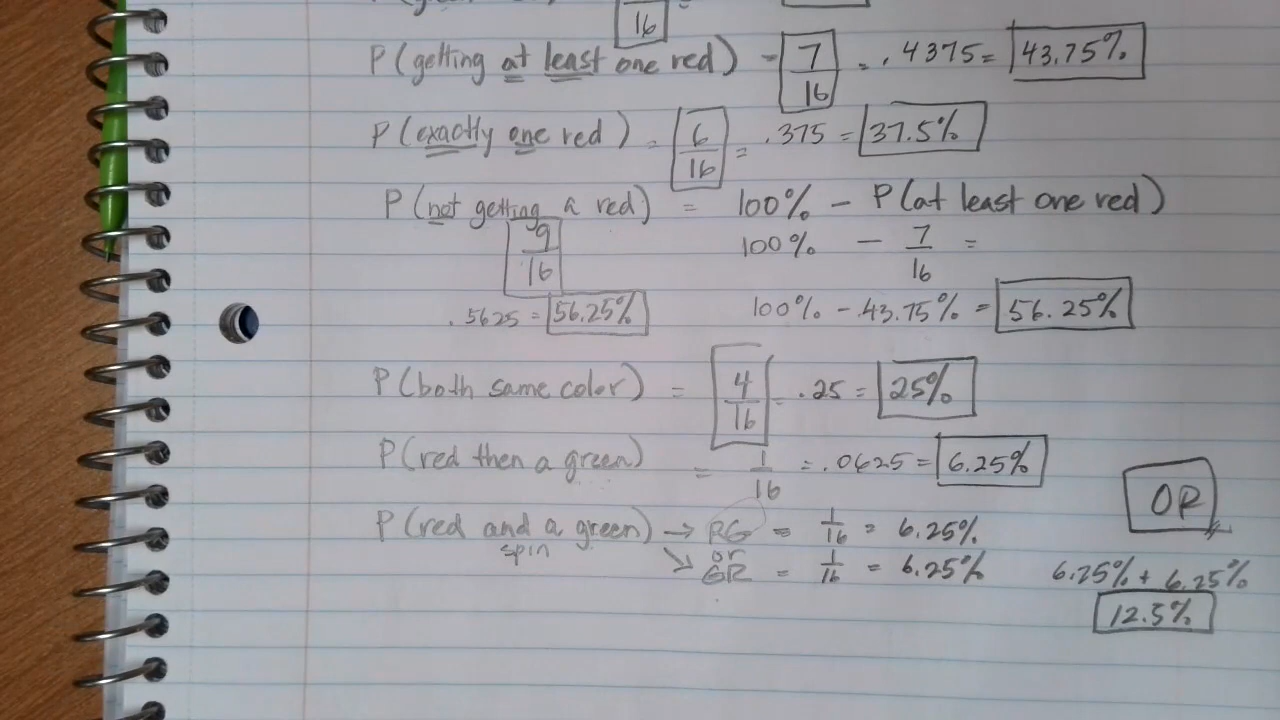 16
P(getting at least one red) = 7/16 = .4375 = 43.75%
P(exactly one red) = 6/16 = .375 = 37.5%
P(not getting a red) = 100% - P(at least one red)
9/16 100% - 7/16 =
.5625 = 56.25% 100% - 43.75% = 56.25%
P(both same color) = 4/16 = .25 = 25%
P(red then a green) = 1/16 = .0625 = 6.25%
OR
P(red and a green) → RG = 1/16 = 6.25%
spin or
↘ GR = 1/16 = 6.25% 6.25% + 6.25%
12.5%